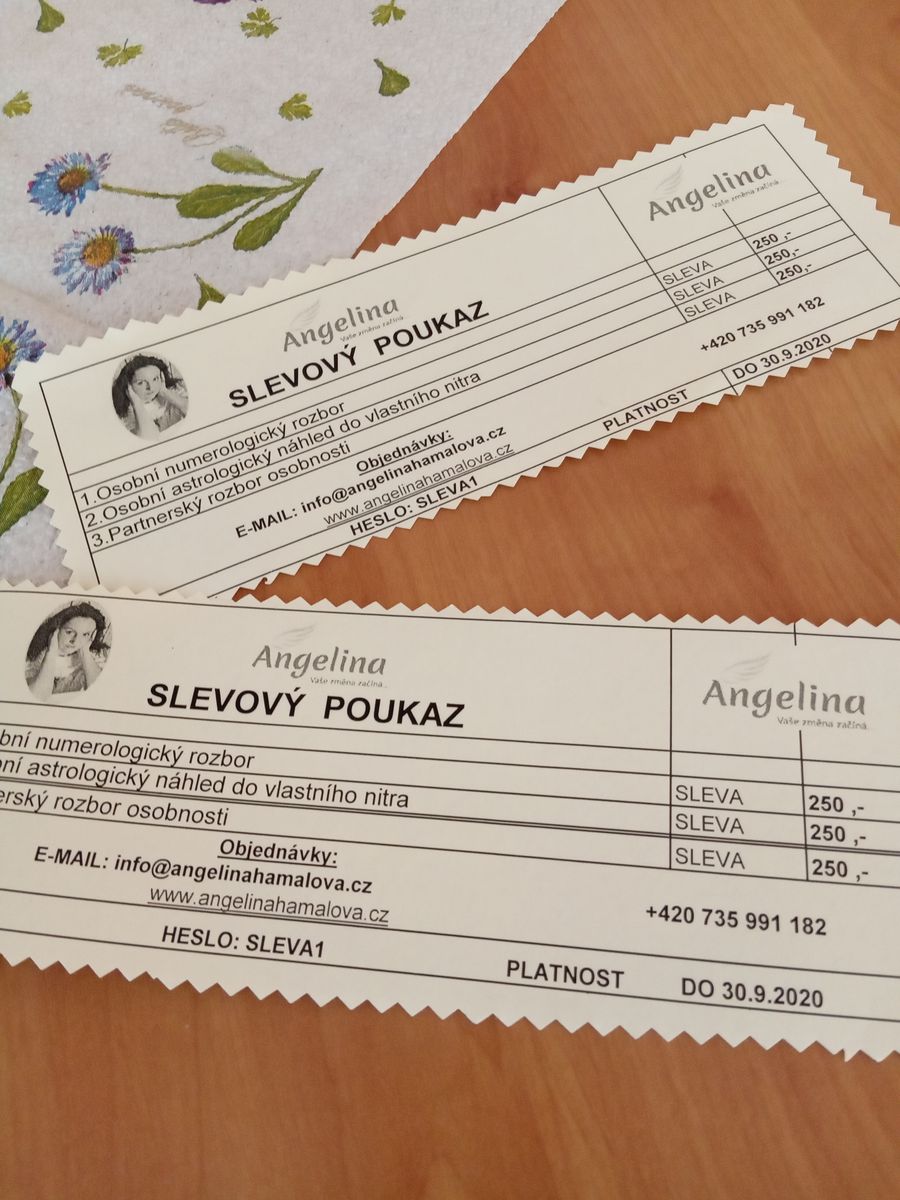 Angelina
Vaše změna začíná...
Angelina
Vaše změna začíná...
SLEVOVÝ POUKAZ
1.Osobní numerologický rozbor SLEVA 250 ,-
2.Osobní astrologický náhled do vlastního nitra SLEVA 250,-
3.Partnerský rozbor osobnosti SLEVA 250,-
Objednávky:
E-MAIL: info@angelinahamalova.cz +420 735 991 182
www.angelinahamalova.cz
HESLO: SLEVA1 PLATNOST DO 30.9.2020
Angelina
Vaše změna začíná...
Angelina
Vaše změna začíná...
SLEVOVÝ POUKAZ
bní numerologický rozbor SLEVA 250 ,-
ní astrologický náhled do vlastního nitra SLEVA 250 ,-
erský rozbor osobnosti SLEVA 250 ,-
Objednávky:
E-MAIL: info@angelinahamalova.cz
www.angelinahamalova.cz +420 735 991 182
HESLO: SLEVA1 PLATNOST DO 30.9.2020